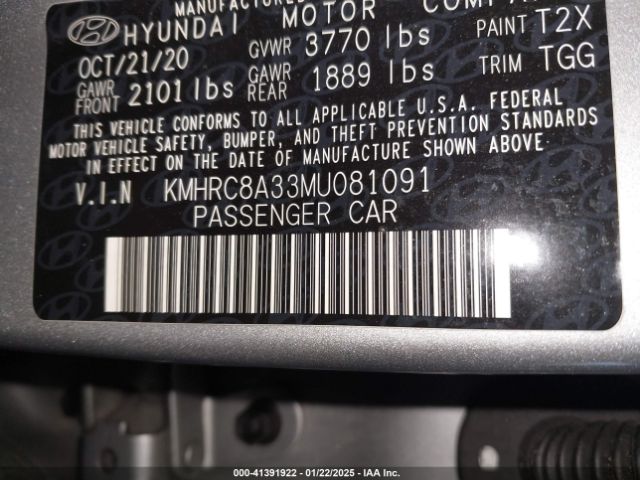 MANUFACTURED
HYUNDAI MOTOR COMPA
OCT/21/20 GVWR 3770 lbs PAINT T2X
GAWR FRONT 2101 lbs GAWR REAR 1889 lbs TRIM TGG
THIS VEHICLE CONFORMS TO ALL APPLICABLE U.S.A. FEDERAL
MOTOR VEHICLE SAFETY, BUMPER, AND THEFT PREVENTION STANDARDS
IN EFFECT ON THE DATE OF MANUFACTURE SHOWN ABOVE.
V.I.N KMHRC8A33MU081091
PASSENGER CAR
000-41391922 - 01/22/2025 - IAA Inc.